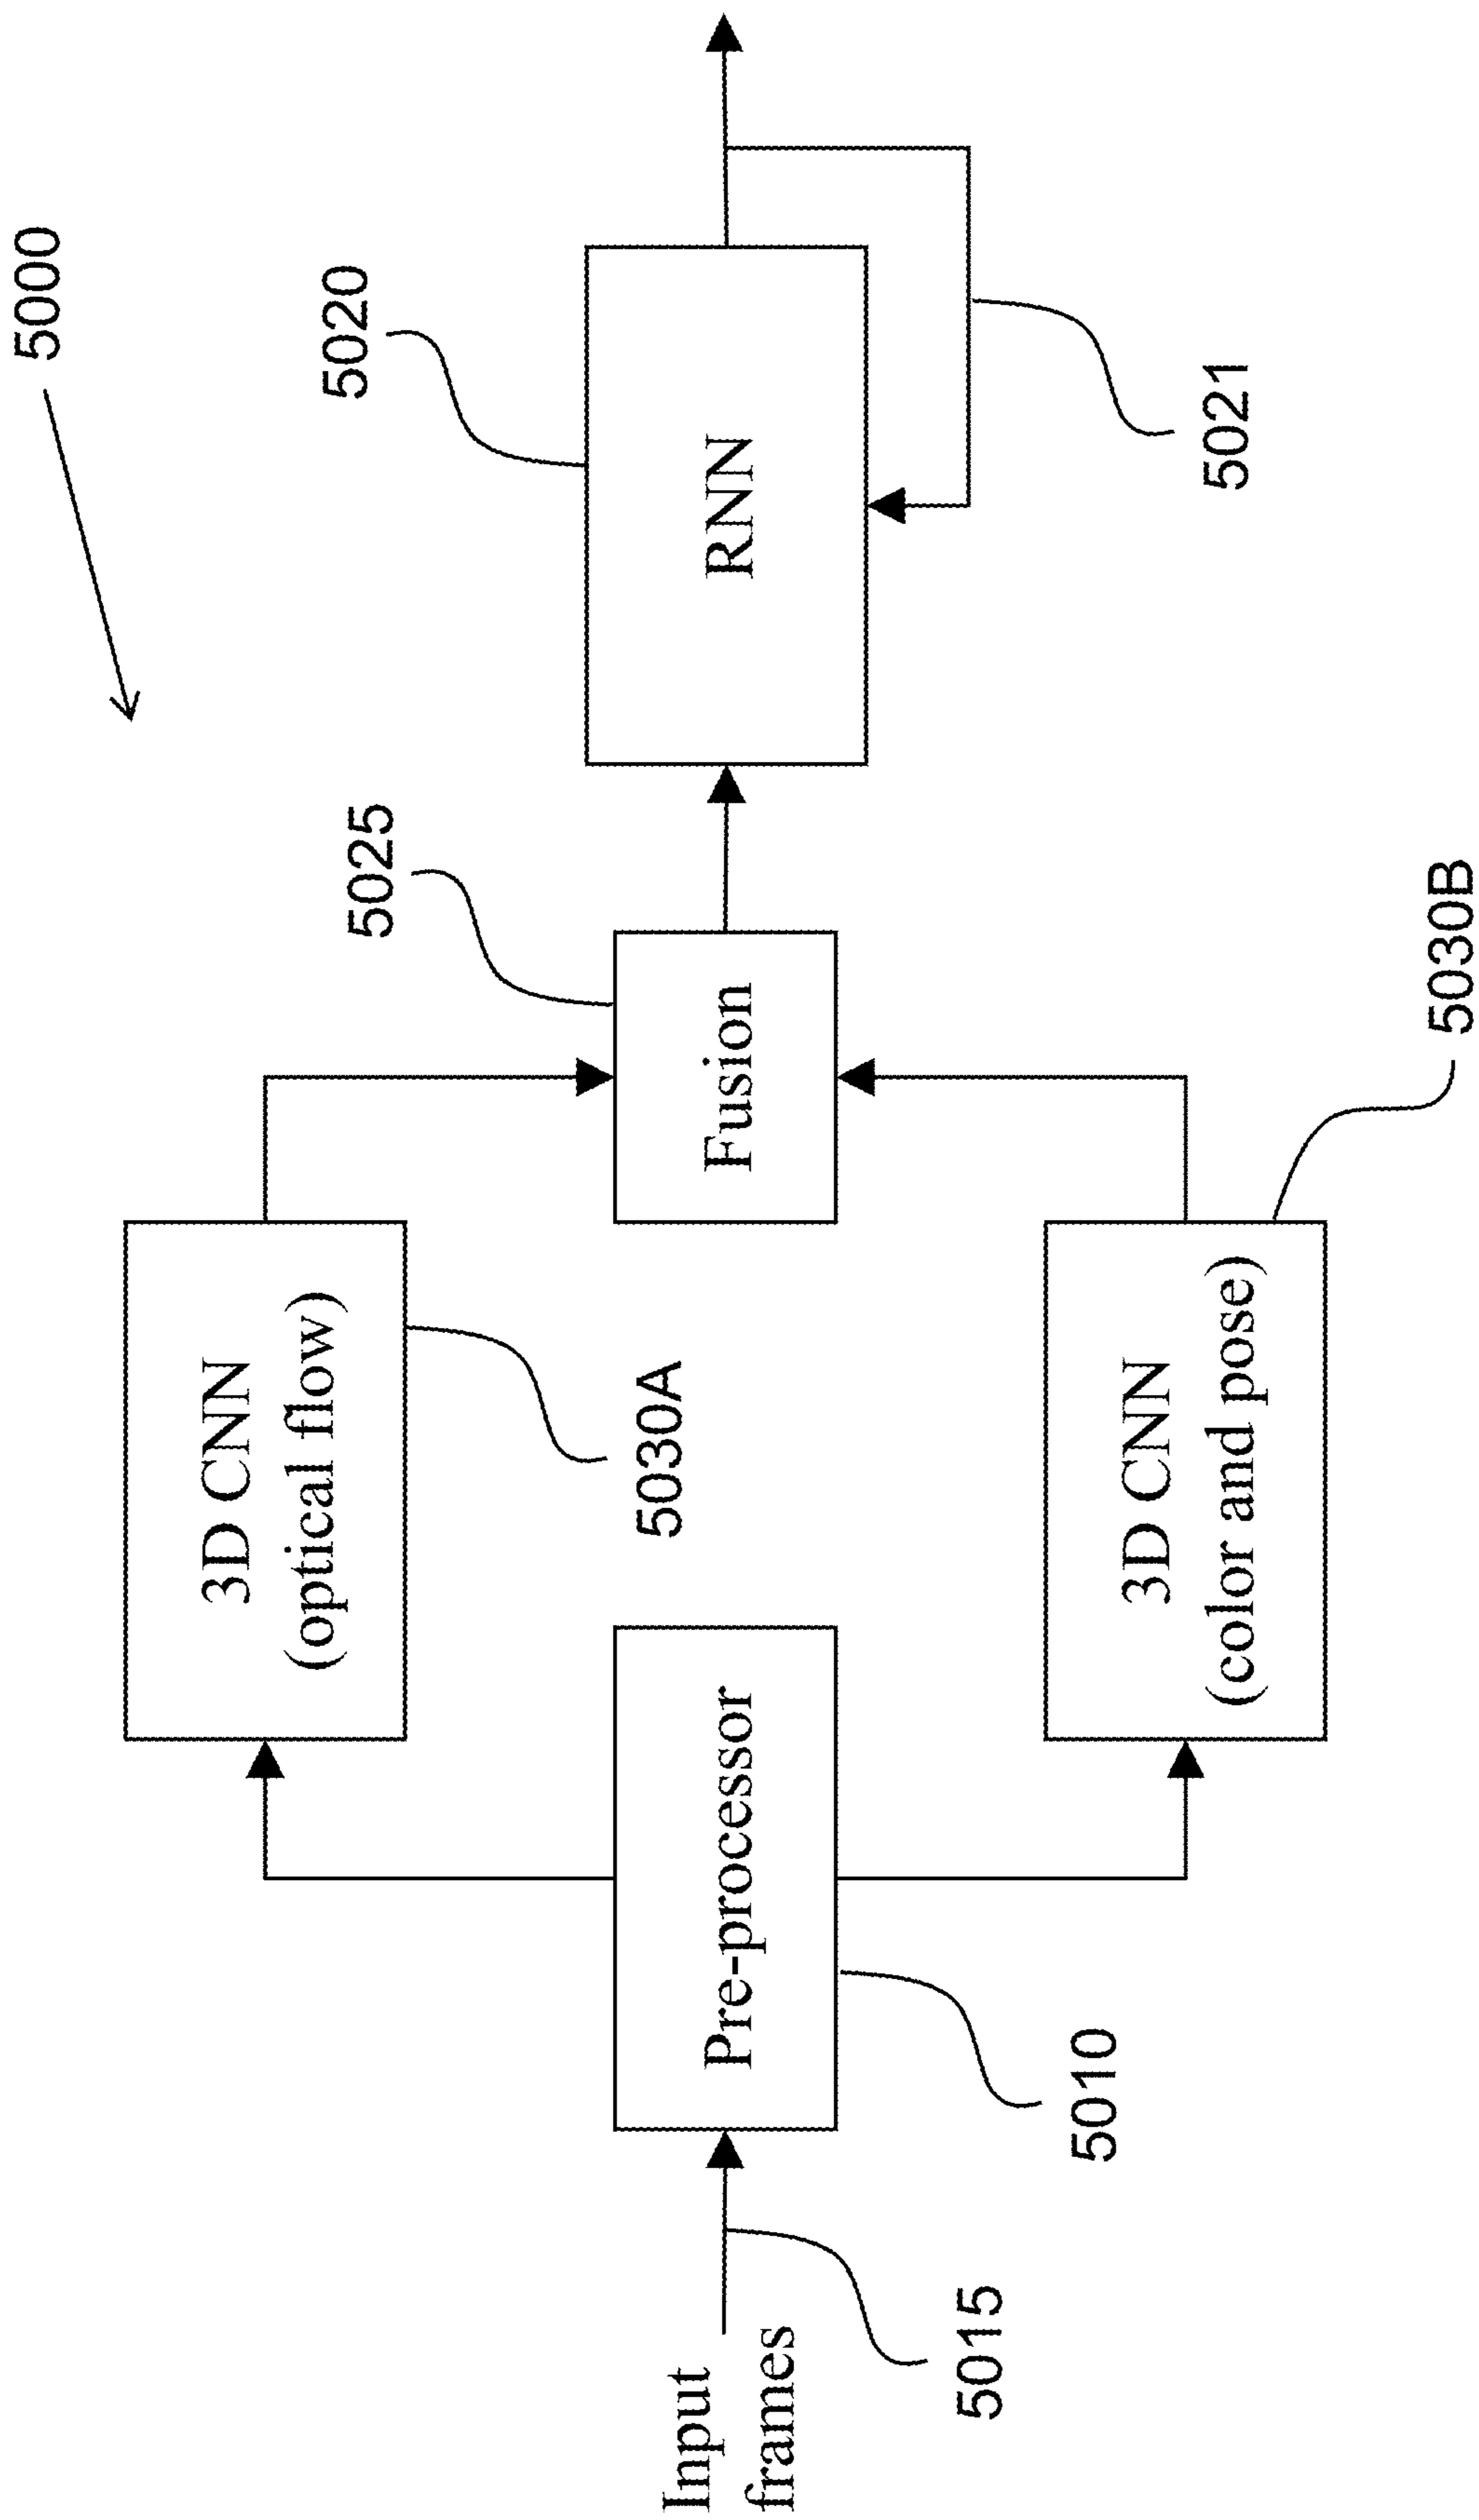 5000
Input
frames
5015
Pre-processor
5010
3D CNN
(optical flow)
5030A
3D CNN
(color and pose)
5030B
Fusion
5025
RNN
5020
5021